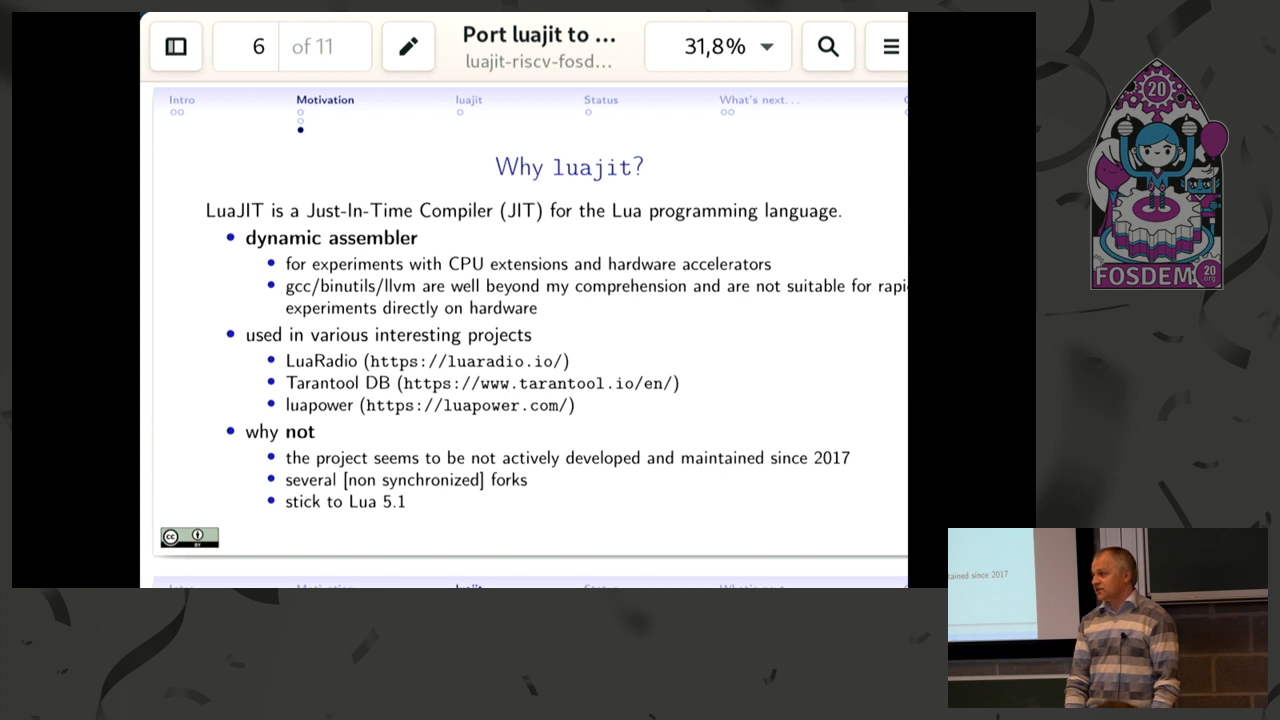 6 of 11
Port luajit to ...
luajit-riscv-fosd...
31,8%
Intro Motivation luajit Status What's next...
Why luajit?
LuaJIT is a Just-In-Time Compiler (JIT) for the Lua programming language.
dynamic assembler
for experiments with CPU extensions and hardware accelerators
gcc/binutils/llvm are well beyond my comprehension and are not suitable for rapi
experiments directly on hardware
used in various interesting projects
LuaRadio (https://luaradio.io/)
Tarantool DB (https://www.tarantool.io/en/)
luapower (https://luapower.com/)
why not
the project seems to be not actively developed and maintained since 2017
several [non synchronized] forks
stick to Lua 5.1
cc
BY
20
FOSDEM 20
.org
tained since 2017